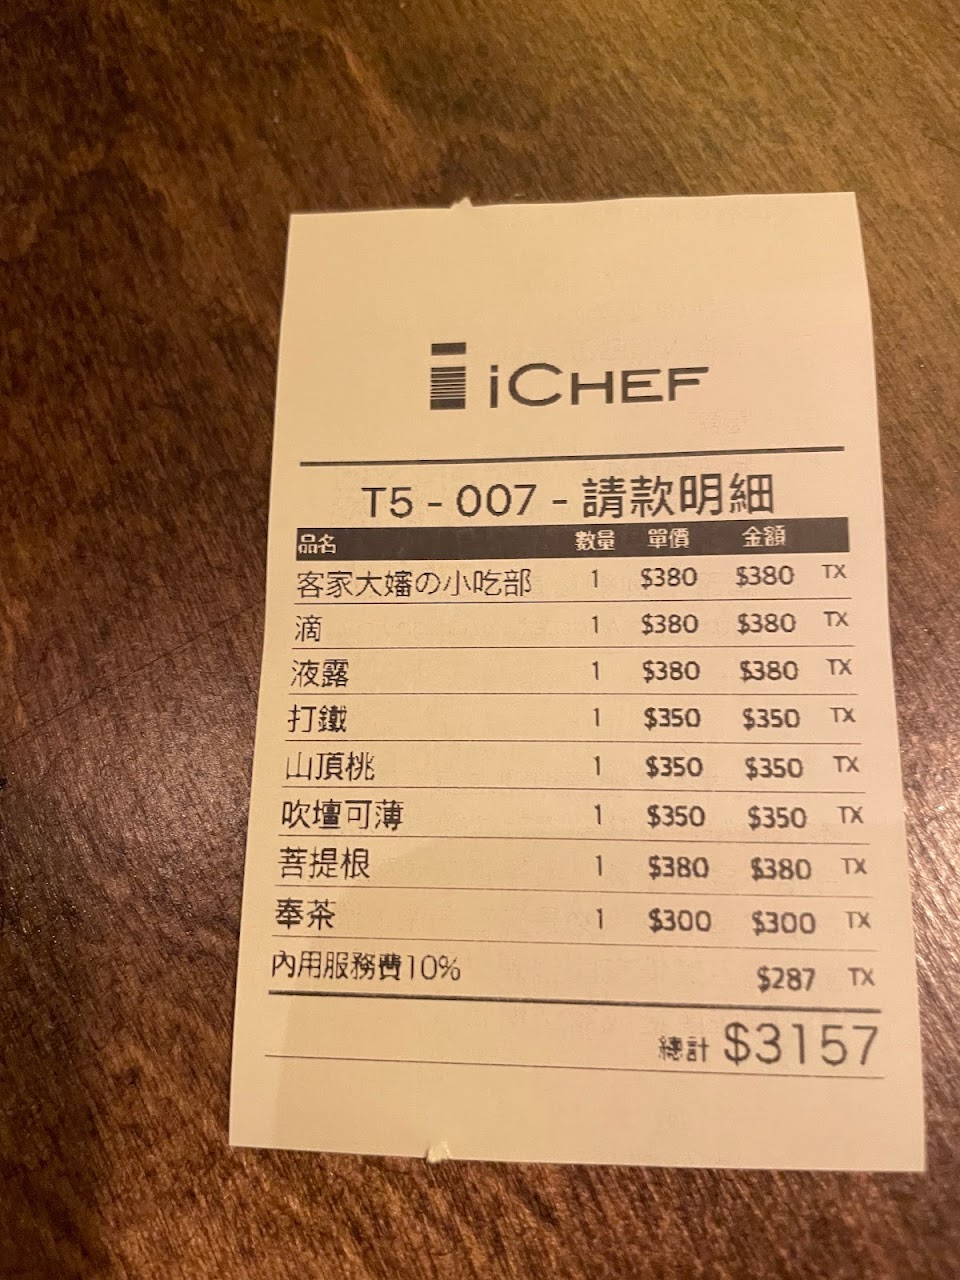 iCHEF
T5 - 007 - 請款明細
品名 數量 單價 金額
客家大嬸の小吃部 1 $380 $380 TX
滴 1 $380 $380 TX
液露 1 $380 $380 TX
打鐵 1 $350 $350 TX
山頂桃 1 $350 $350 TX
吹壇可薄 1 $350 $350 TX
菩提根 1 $380 $380 TX
奉茶 1 $300 $300 TX
內用服務費10% $287 TX
總計 $3157